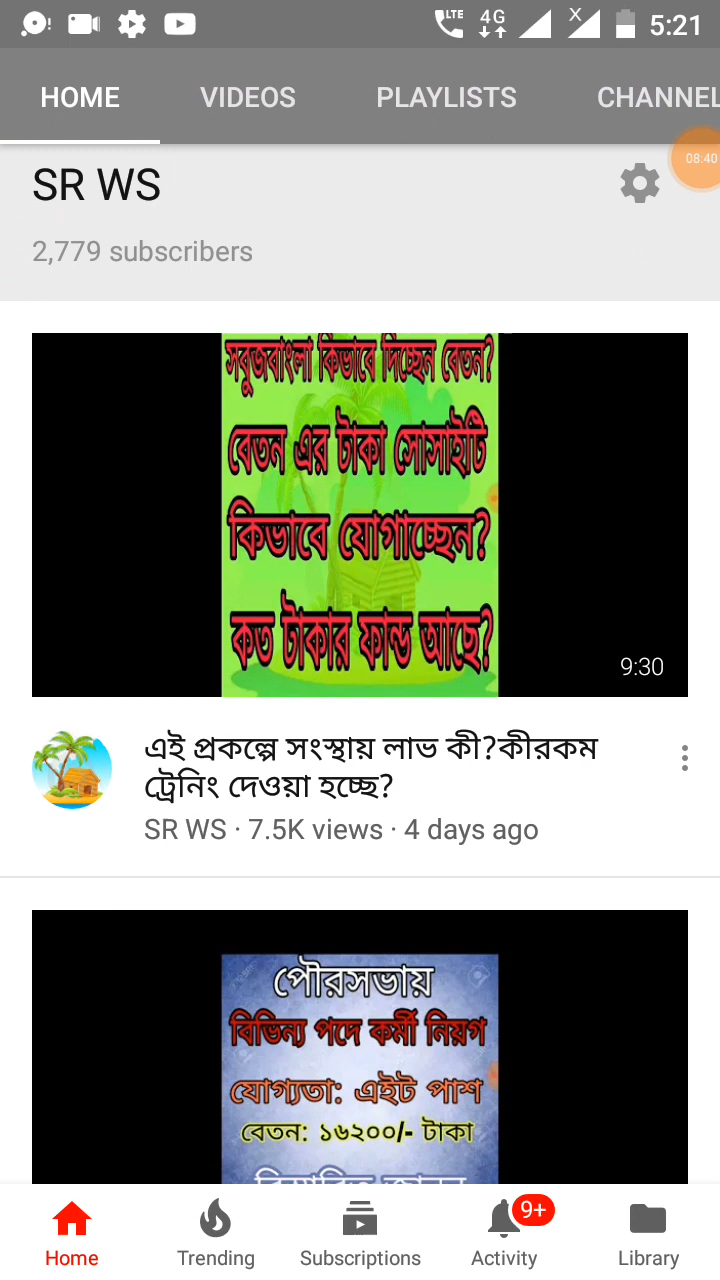 LTE 4G X 5:21
HOME VIDEOS PLAYLISTS CHANNEL
08:40
SR WS
2,779 subscribers
সবুজবাংলা কিভাবে দিচ্ছেন বেতন?
বেতন এর টাকা সোসাইটি
কিভাবে যোগাচ্ছেন?
কত টাকার ফান্ড আছে?
9:30
এই প্রকল্পে সংস্থায় লাভ কী?কীরকম
ট্রেনিং দেওয়া হচ্ছে?
SR WS · 7.5K views · 4 days ago
পৌরসভায়
বিভিন্ন পদে কর্মী নিয়গ
যোগ্যতা: এইট পাশ
বেতন: ১৬২০০/- টাকা
9+
Home Trending Subscriptions Activity Library